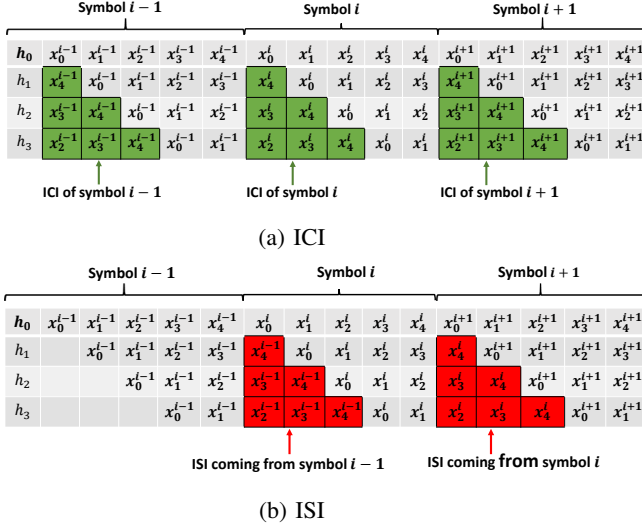 Symbol i − 1 Symbol i Symbol i + 1
h₀ x₀^{i-1} x₁^{i-1} x₂^{i-1} x₃^{i-1} x₄^{i-1} x₀^{i} x₁^{i} x₂^{i} x₃^{i} x₄^{i} x₀^{i+1} x₁^{i+1} x₂^{i+1} x₃^{i+1} x₄^{i+1}
h₁ x₄^{i-1} x₀^{i-1} x₁^{i-1} x₂^{i-1} x₃^{i-1} x₄^{i} x₀^{i} x₁^{i} x₂^{i} x₃^{i} x₄^{i+1} x₀^{i+1} x₁^{i+1} x₂^{i+1} x₃^{i+1}
h₂ x₃^{i-1} x₄^{i-1} x₀^{i-1} x₁^{i-1} x₂^{i-1} x₃^{i} x₄^{i} x₀^{i} x₁^{i} x₂^{i} x₃^{i+1} x₄^{i+1} x₀^{i+1} x₁^{i+1} x₂^{i+1}
h₃ x₂^{i-1} x₃^{i-1} x₄^{i-1} x₀^{i-1} x₁^{i-1} x₂^{i} x₃^{i} x₄^{i} x₀^{i} x₁^{i} x₂^{i+1} x₃^{i+1} x₄^{i+1} x₀^{i+1} x₁^{i+1}
ICI of symbol i − 1 ICI of symbol i ICI of symbol i + 1
(a) ICI
Symbol i − 1 Symbol i Symbol i + 1
h₀ x₀^{i-1} x₁^{i-1} x₂^{i-1} x₃^{i-1} x₄^{i-1} x₀^{i} x₁^{i} x₂^{i} x₃^{i} x₄^{i} x₀^{i+1} x₁^{i+1} x₂^{i+1} x₃^{i+1} x₄^{i+1}
h₁ x₀^{i-1} x₁^{i-1} x₂^{i-1} x₃^{i-1} x₄^{i-1} x₀^{i} x₁^{i} x₂^{i} x₃^{i} x₄^{i} x₀^{i+1} x₁^{i+1} x₂^{i+1} x₃^{i+1}
h₂ x₀^{i-1} x₁^{i-1} x₂^{i-1} x₃^{i-1} x₄^{i-1} x₀^{i} x₁^{i} x₂^{i} x₃^{i} x₄^{i} x₀^{i+1} x₁^{i+1} x₂^{i+1}
h₃ x₀^{i-1} x₁^{i-1} x₂^{i-1} x₃^{i-1} x₄^{i-1} x₀^{i} x₁^{i} x₂^{i} x₃^{i} x₄^{i} x₀^{i+1} x₁^{i+1}
ISI coming from symbol i − 1 ISI coming from symbol i
(b) ISI